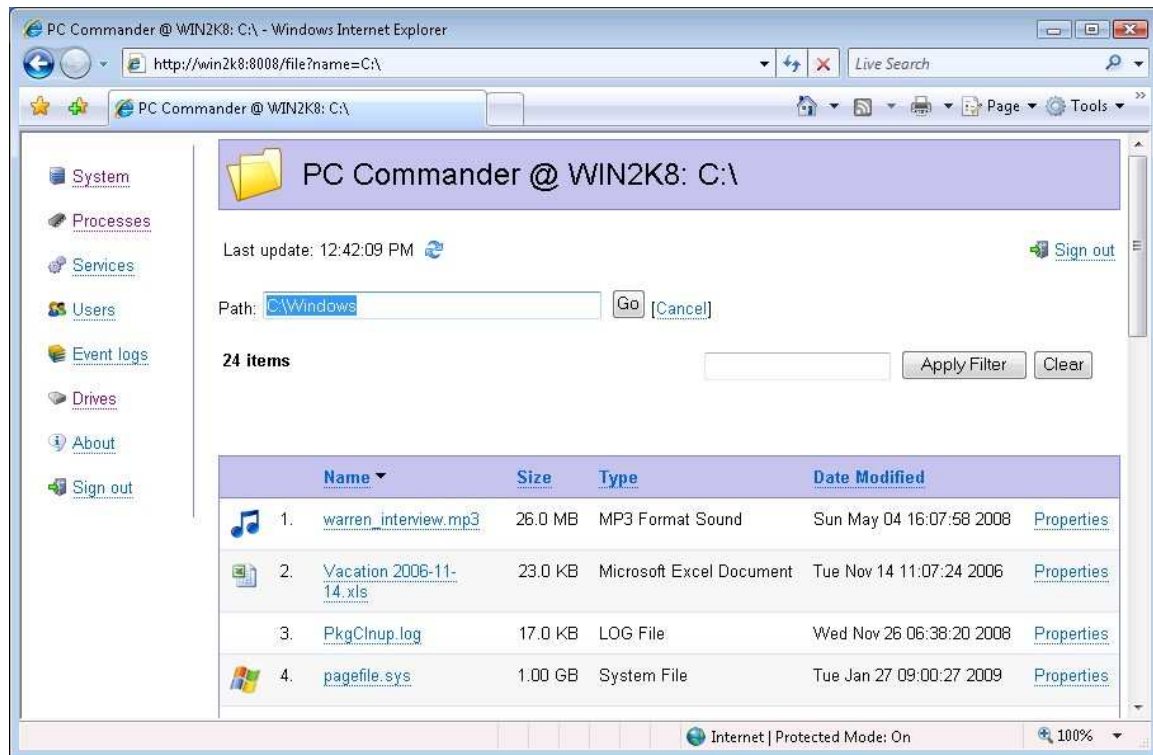 PC Commander @ WIN2K8: C:\ - Windows Internet Explorer
http://win2k8:8008/file?name=C:\
Live Search
PC Commander @ WIN2K8: C:\
Page
Tools
System
Processes
Services
Users
Event logs
Drives
About
Sign out
PC Commander @ WIN2K8: C:\
Last update: 12:42:09 PM
Sign out
Path: C:\Windows Go [Cancel]
24 items
Apply Filter Clear
Name Size Type Date Modified
1. warren_interview.mp3 26.0 MB MP3 Format Sound Sun May 04 16:07:58 2008 Properties
2. Vacation 2006-11- 23.0 KB Microsoft Excel Document Tue Nov 14 11:07:24 2006 Properties
14.xls
3. PkgClnup.log 17.0 KB LOG File Wed Nov 26 06:38:20 2008 Properties
4. pagefile.sys 1.00 GB System File Tue Jan 27 09:00:27 2009 Properties
Internet | Protected Mode: On
100%